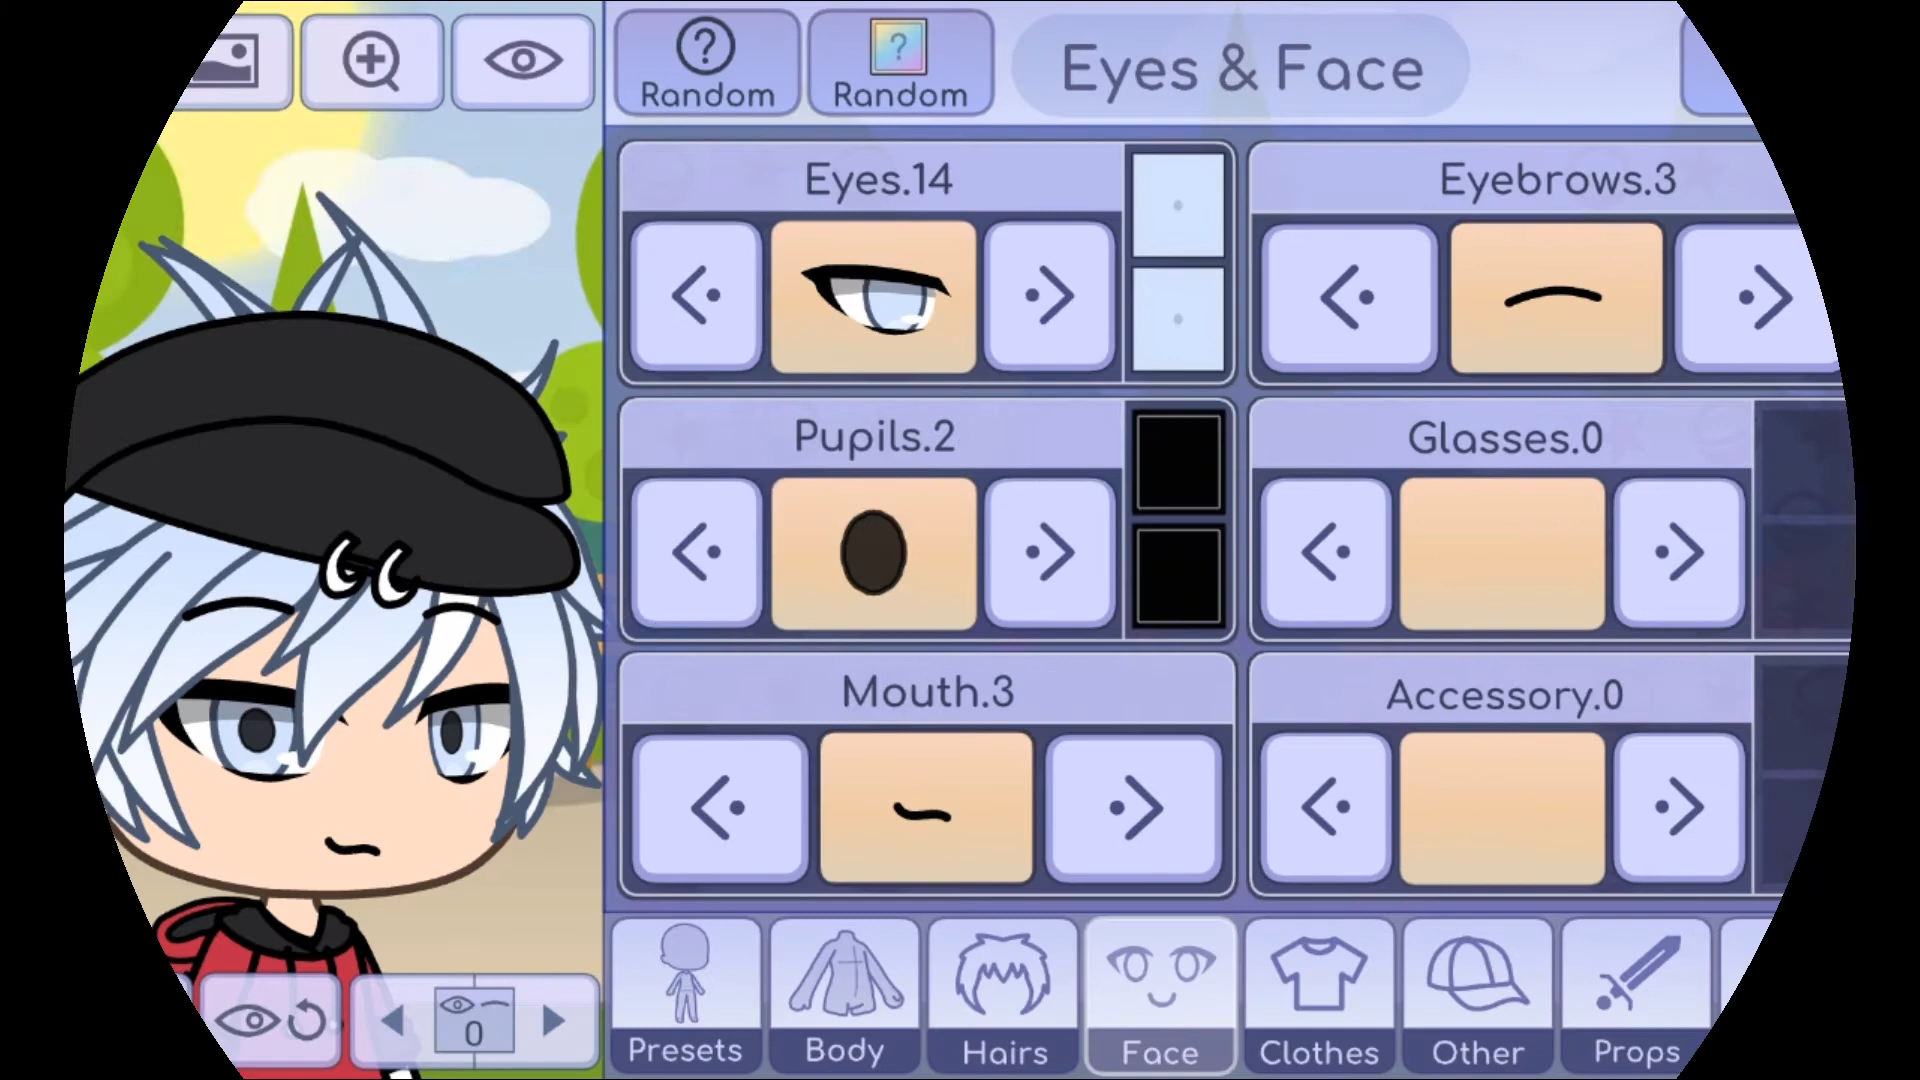 Random
Random
Eyes & Face
Eyes.14
Eyebrows.3
Pupils.2
Glasses.0
Mouth.3
Accessory.0
0
Presets
Body
Hairs
Face
Clothes
Other
Props